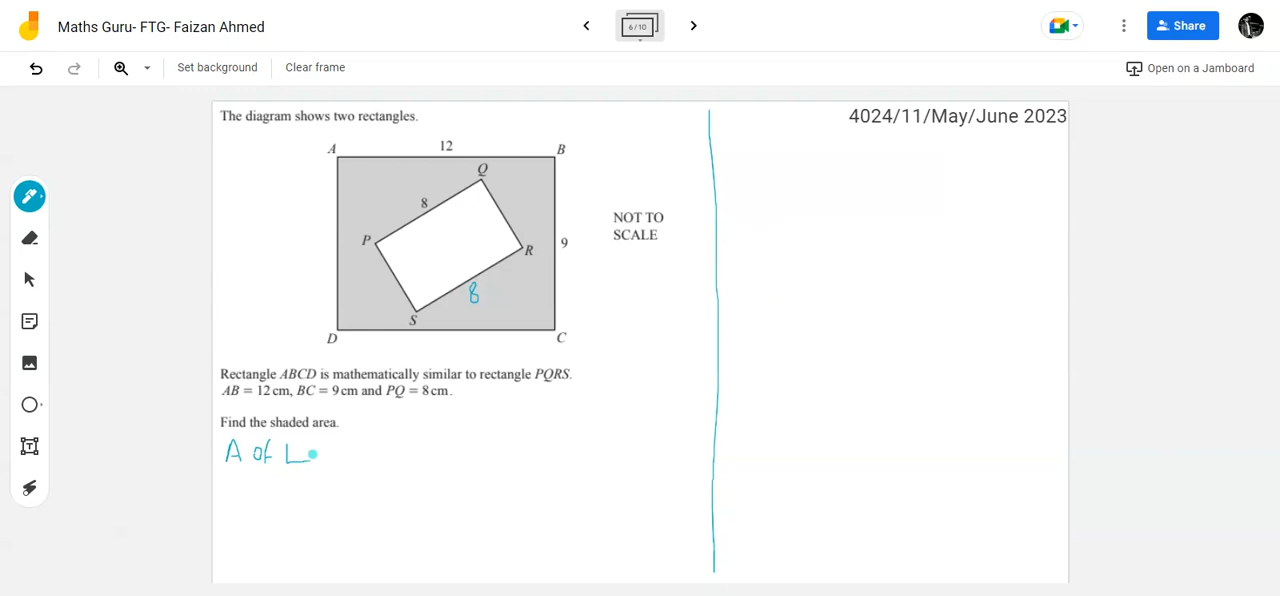 Maths Guru- FTG- Faizan Ahmed
6/10
Share
Set background
Clear frame
Open on a Jamboard
The diagram shows two rectangles.
4024/11/May/June 2023
A
12
B
Q
8
P
R
9
NOT TO
SCALE
8
S
D
C
Rectangle ABCD is mathematically similar to rectangle PQRS.
AB = 12 cm, BC = 9 cm and PQ = 8 cm.
Find the shaded area.
A of L